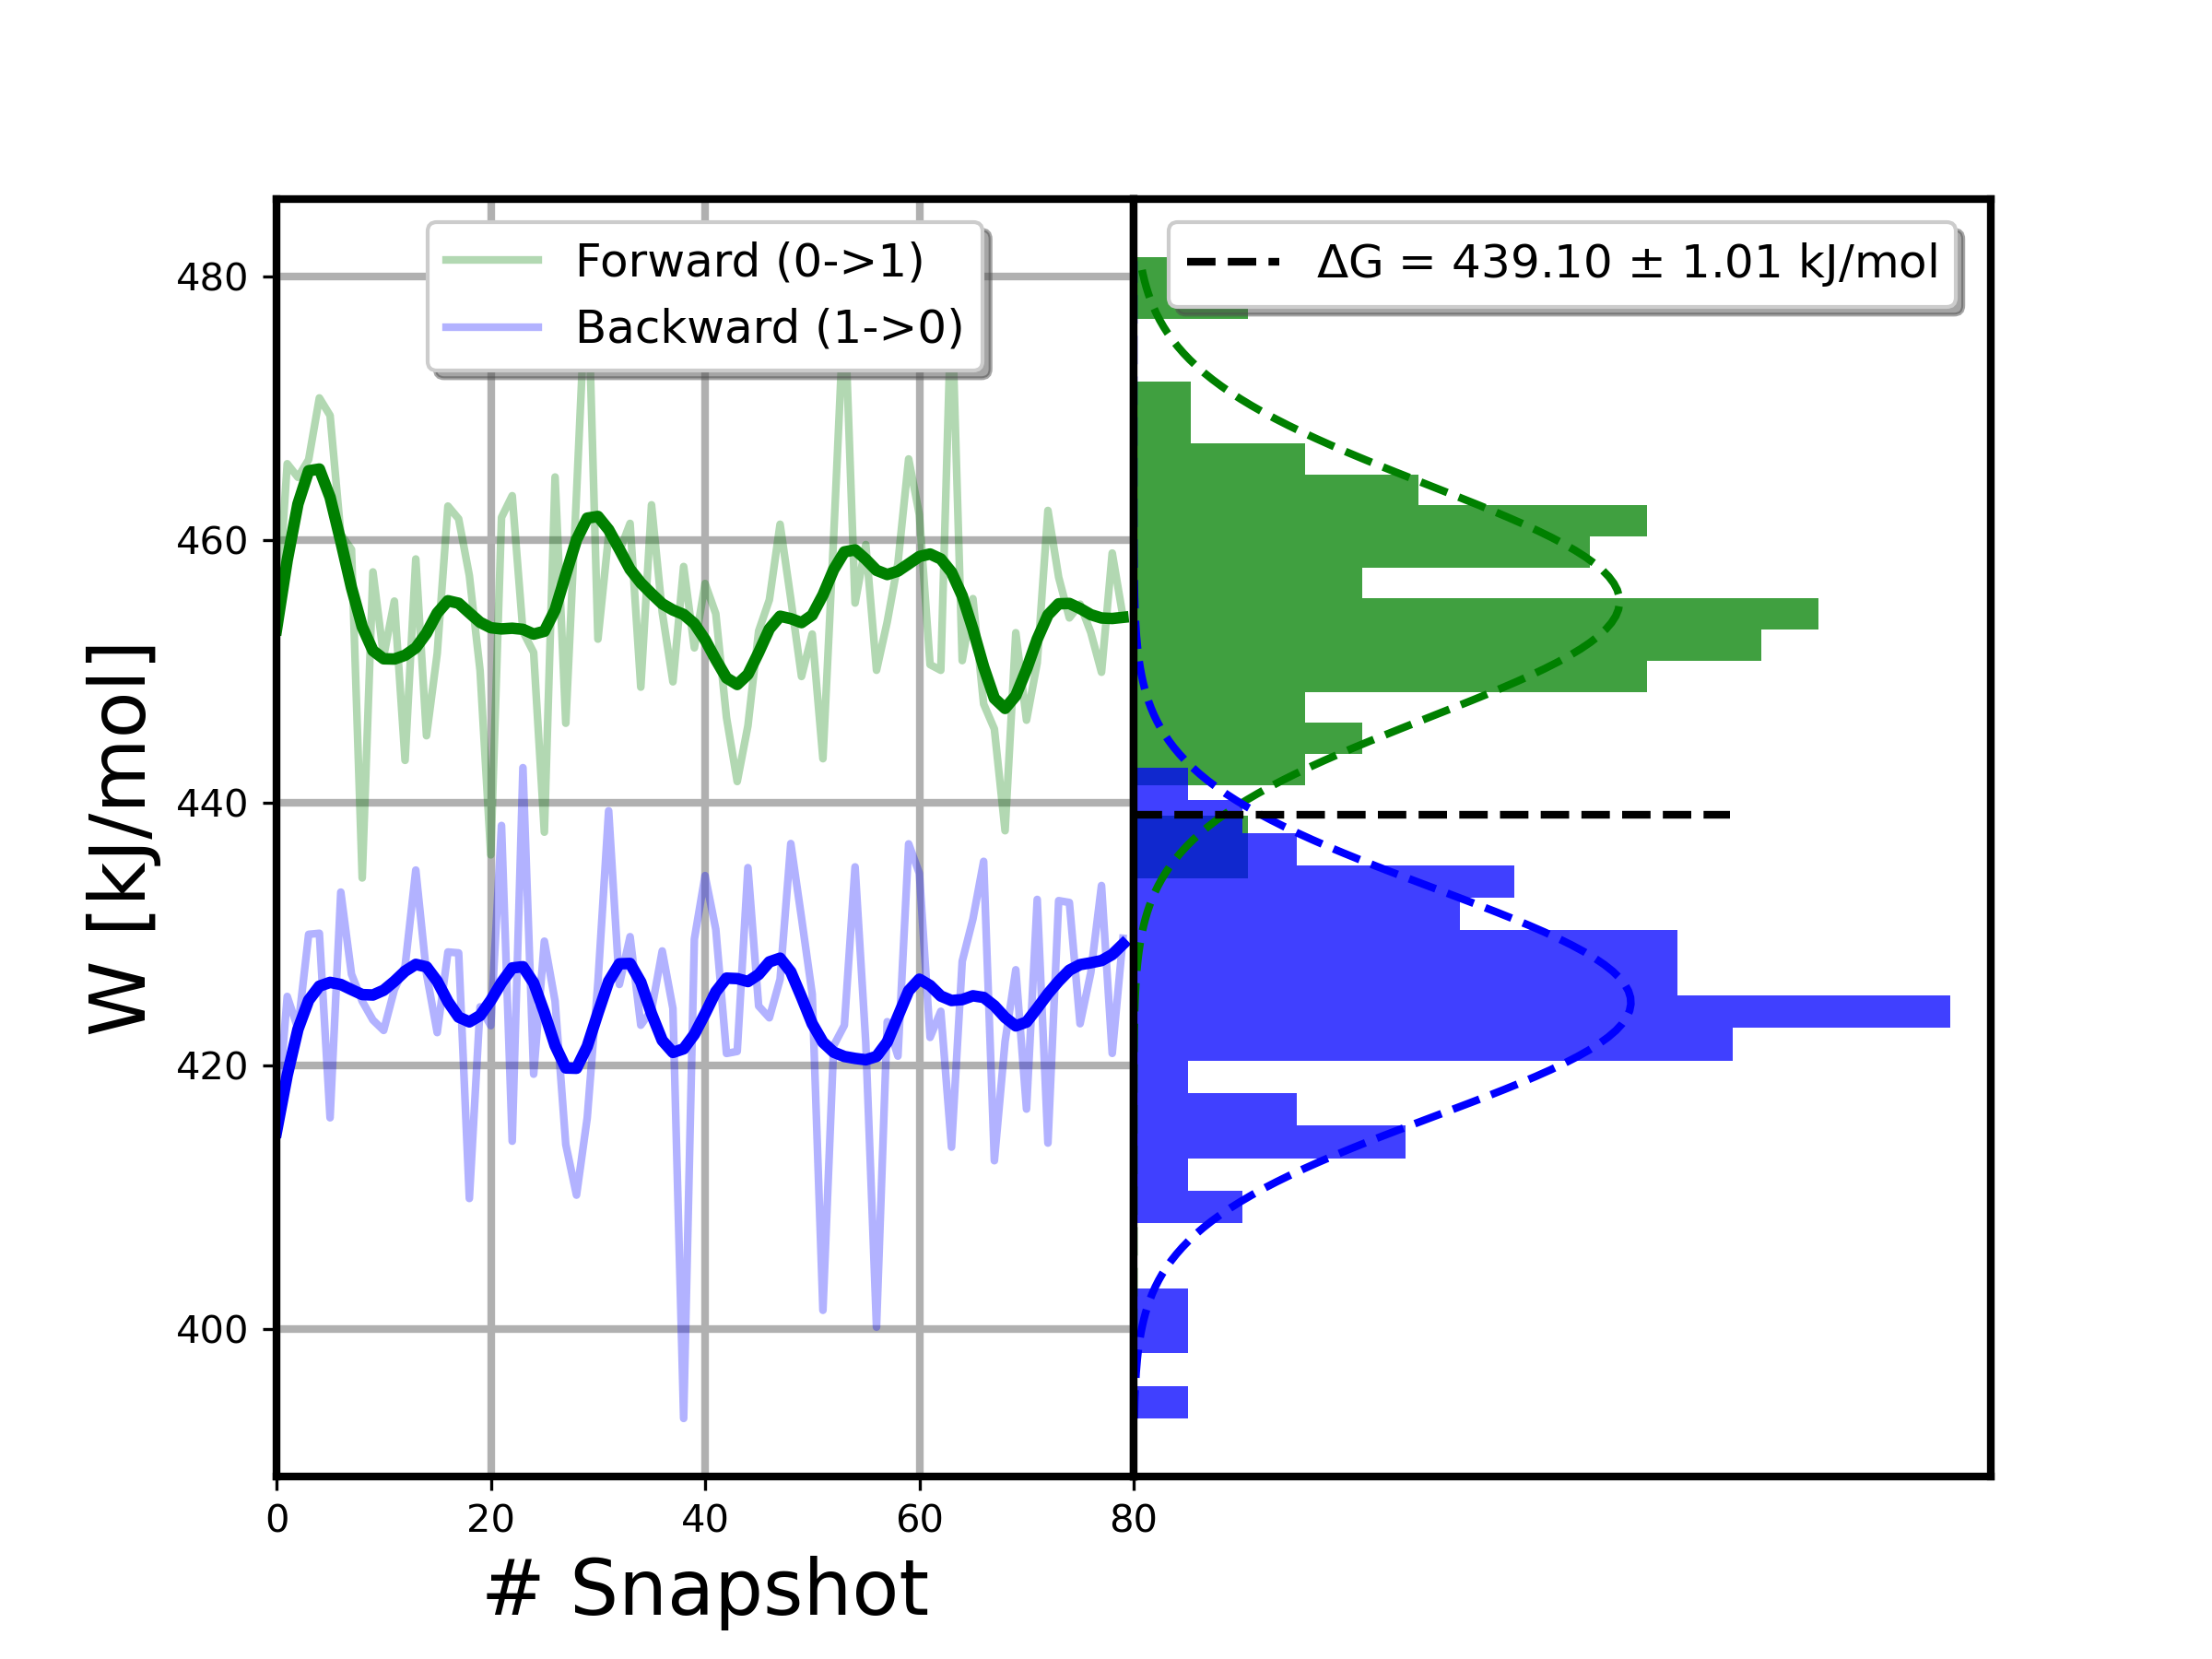 Forward (0->1)
Backward (1->0)
ΔG = 439.10 ± 1.01 kJ/mol
480
460
440
420
400
W [kJ/mol]
0 20 40 60 80
# Snapshot